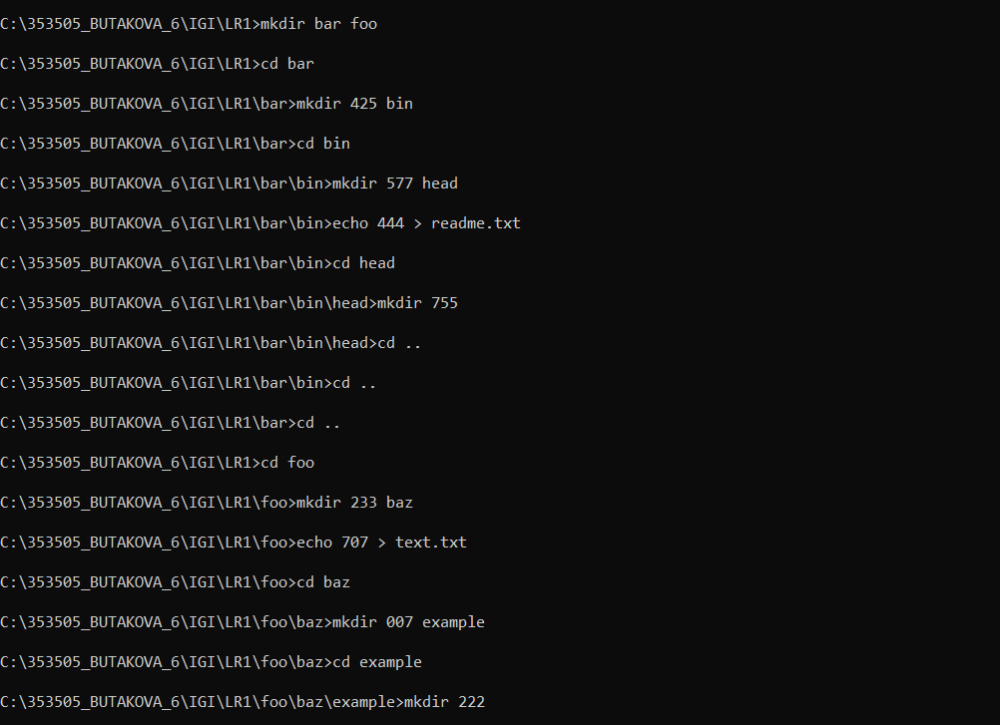 C:\353505_BUTAKOVA_6\IGI\LR1>mkdir bar foo
C:\353505_BUTAKOVA_6\IGI\LR1>cd bar
C:\353505_BUTAKOVA_6\IGI\LR1\bar>mkdir 425 bin
C:\353505_BUTAKOVA_6\IGI\LR1\bar>cd bin
C:\353505_BUTAKOVA_6\IGI\LR1\bar\bin>mkdir 577 head
C:\353505_BUTAKOVA_6\IGI\LR1\bar\bin>echo 444 > readme.txt
C:\353505_BUTAKOVA_6\IGI\LR1\bar\bin>cd head
C:\353505_BUTAKOVA_6\IGI\LR1\bar\bin\head>mkdir 755
C:\353505_BUTAKOVA_6\IGI\LR1\bar\bin\head>cd ..
C:\353505_BUTAKOVA_6\IGI\LR1\bar\bin>cd ..
C:\353505_BUTAKOVA_6\IGI\LR1\bar>cd ..
C:\353505_BUTAKOVA_6\IGI\LR1>cd foo
C:\353505_BUTAKOVA_6\IGI\LR1\foo>mkdir 233 baz
C:\353505_BUTAKOVA_6\IGI\LR1\foo>echo 707 > text.txt
C:\353505_BUTAKOVA_6\IGI\LR1\foo>cd baz
C:\353505_BUTAKOVA_6\IGI\LR1\foo\baz>mkdir 007 example
C:\353505_BUTAKOVA_6\IGI\LR1\foo\baz>cd example
C:\353505_BUTAKOVA_6\IGI\LR1\foo\baz\example>mkdir 222